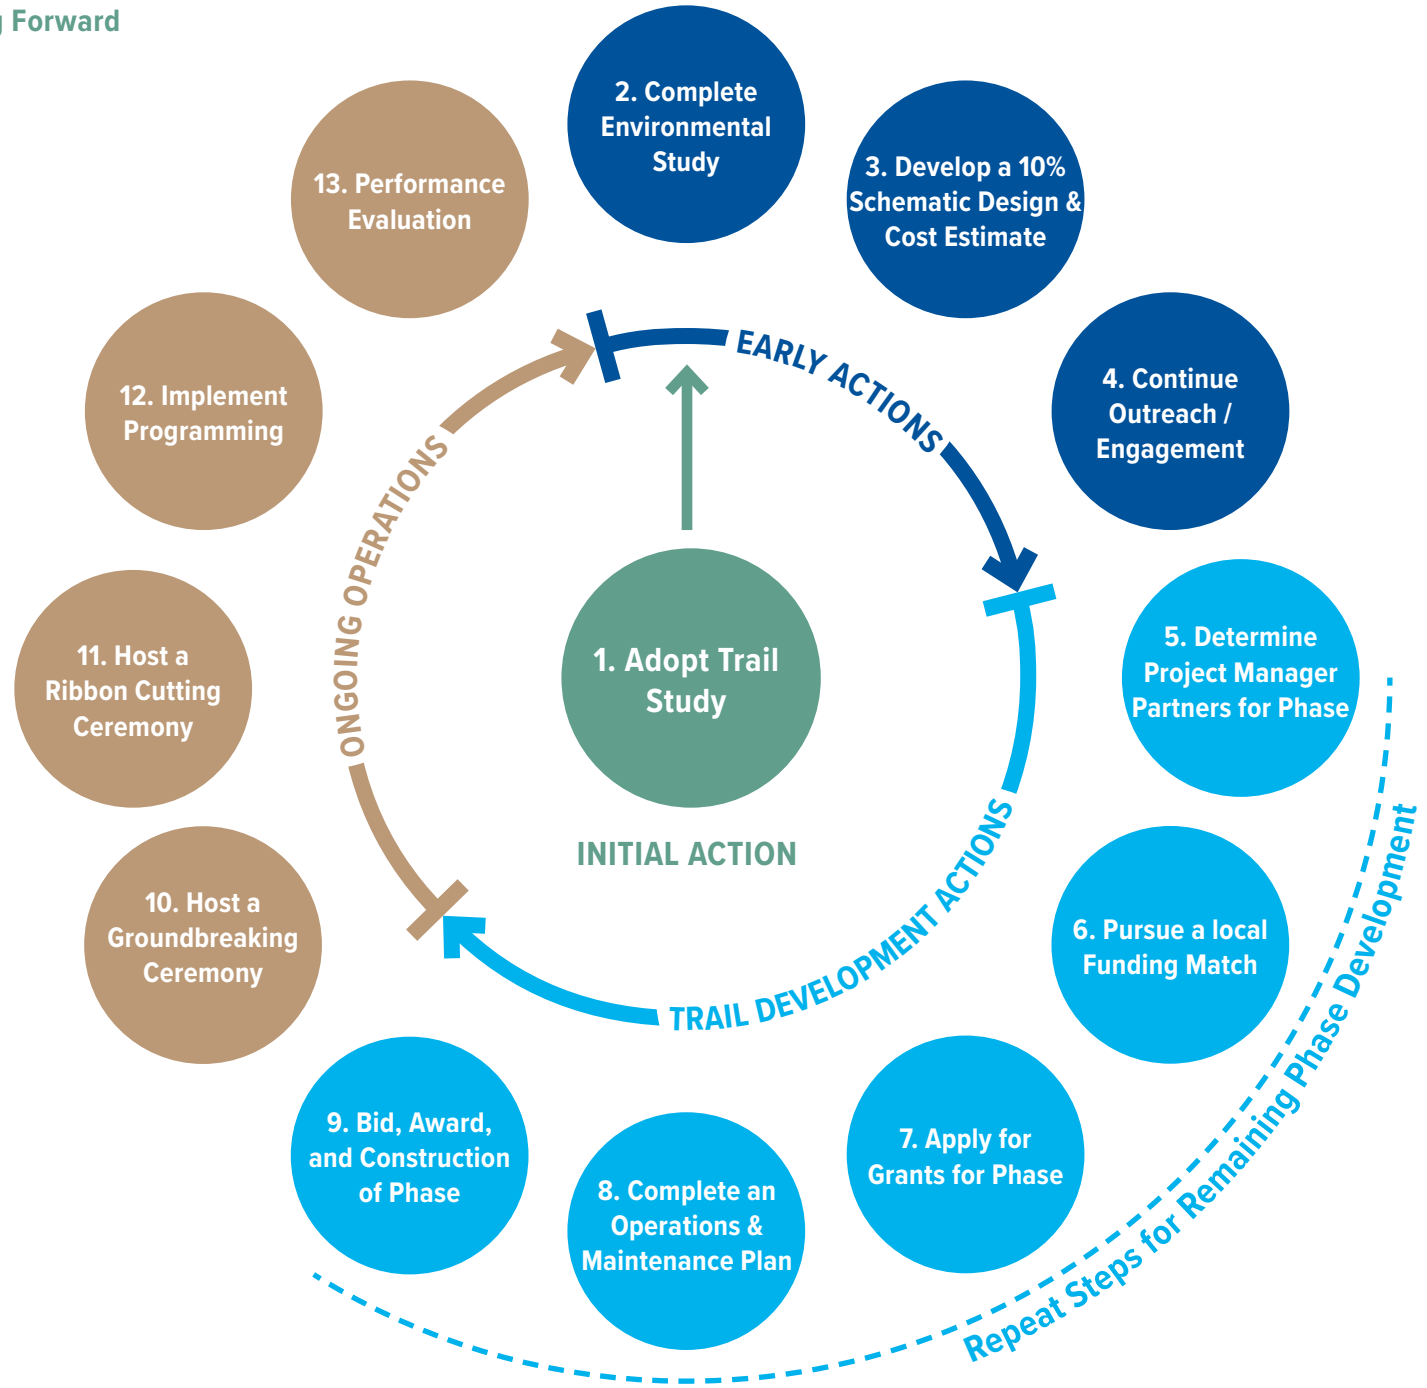 Forward
2. Complete
Environmental
Study
3. Develop a 10%
Schematic Design &
Cost Estimate
4. Continue
Outreach /
Engagement
5. Determine
Project Manager
Partners for Phase
6. Pursue a local
Funding Match
7. Apply for
Grants for Phase
8. Complete an
Operations &
Maintenance Plan
9. Bid, Award,
and Construction
of Phase
10. Host a
Groundbreaking
Ceremony
11. Host a
Ribbon Cutting
Ceremony
12. Implement
Programming
13. Performance
Evaluation
EARLY ACTIONS
TRAIL DEVELOPMENT ACTIONS
ONGOING OPERATIONS
1. Adopt Trail
Study
INITIAL ACTION
Repeat Steps for Remaining Phase Development